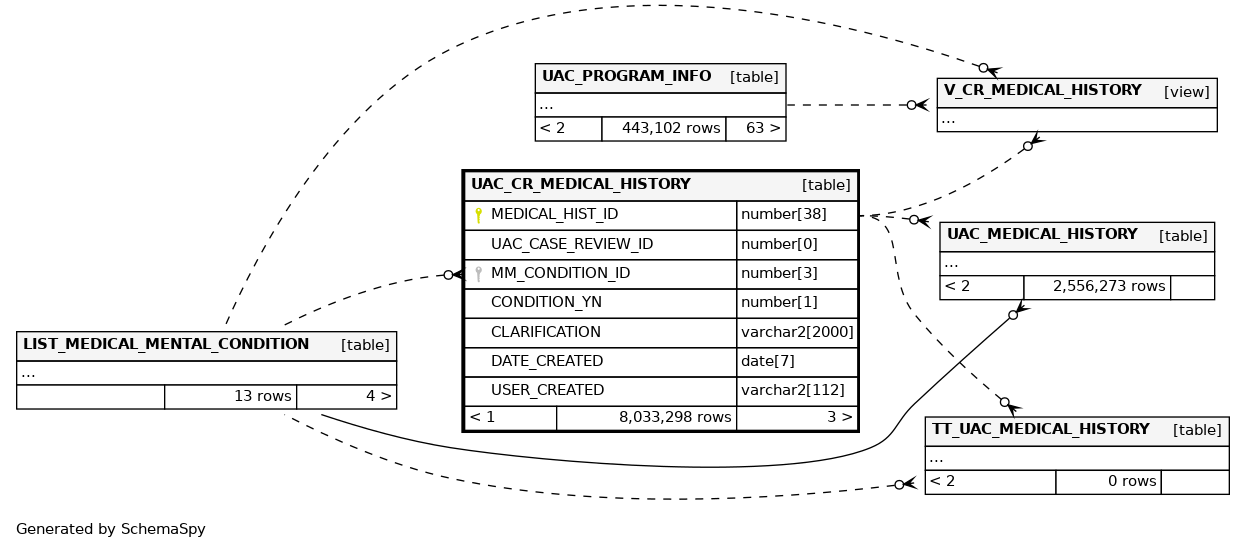 UAC_PROGRAM_INFO [table]
...
< 2 443,102 rows 63 >
V_CR_MEDICAL_HISTORY [view]
...
UAC_CR_MEDICAL_HISTORY [table]
MEDICAL_HIST_ID number[38]
UAC_CASE_REVIEW_ID number[0]
MM_CONDITION_ID number[3]
CONDITION_YN number[1]
CLARIFICATION varchar2[2000]
DATE_CREATED date[7]
USER_CREATED varchar2[112]
< 1 8,033,298 rows 3 >
UAC_MEDICAL_HISTORY [table]
...
< 2 2,556,273 rows
LIST_MEDICAL_MENTAL_CONDITION [table]
...
13 rows 4 >
TT_UAC_MEDICAL_HISTORY [table]
...
< 2 0 rows
Generated by SchemaSpy